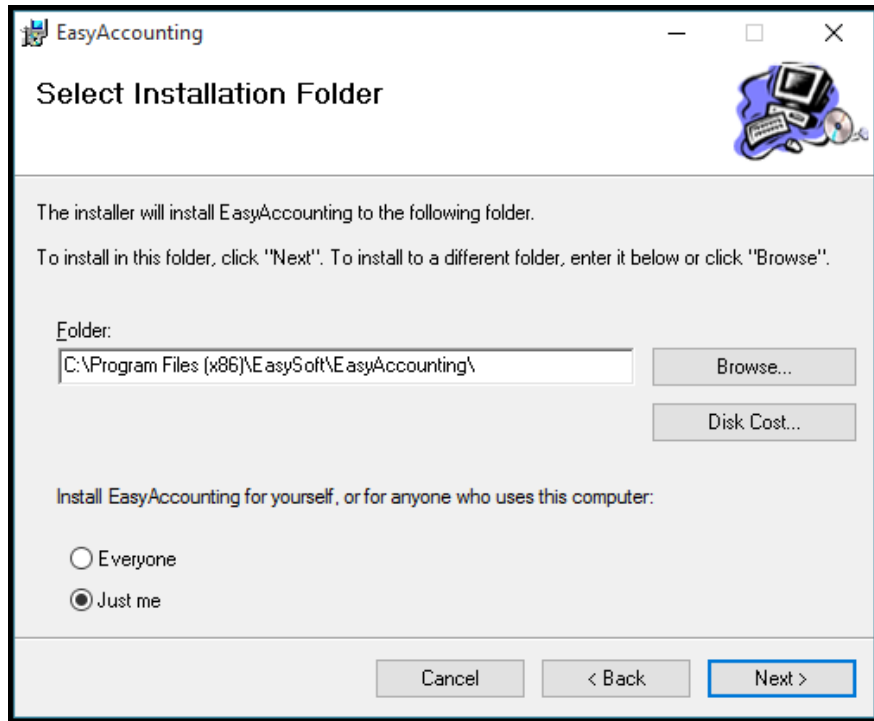 EasyAccounting
Select Installation Folder
The installer will install EasyAccounting to the following folder.
To install in this folder, click "Next". To install to a different folder, enter it below or click "Browse".
Folder:
C:\Program Files (x86)\EasySoft\EasyAccounting\
Browse...
Disk Cost...
Install EasyAccounting for yourself, or for anyone who uses this computer:
Everyone
Just me
Cancel
< Back
Next >